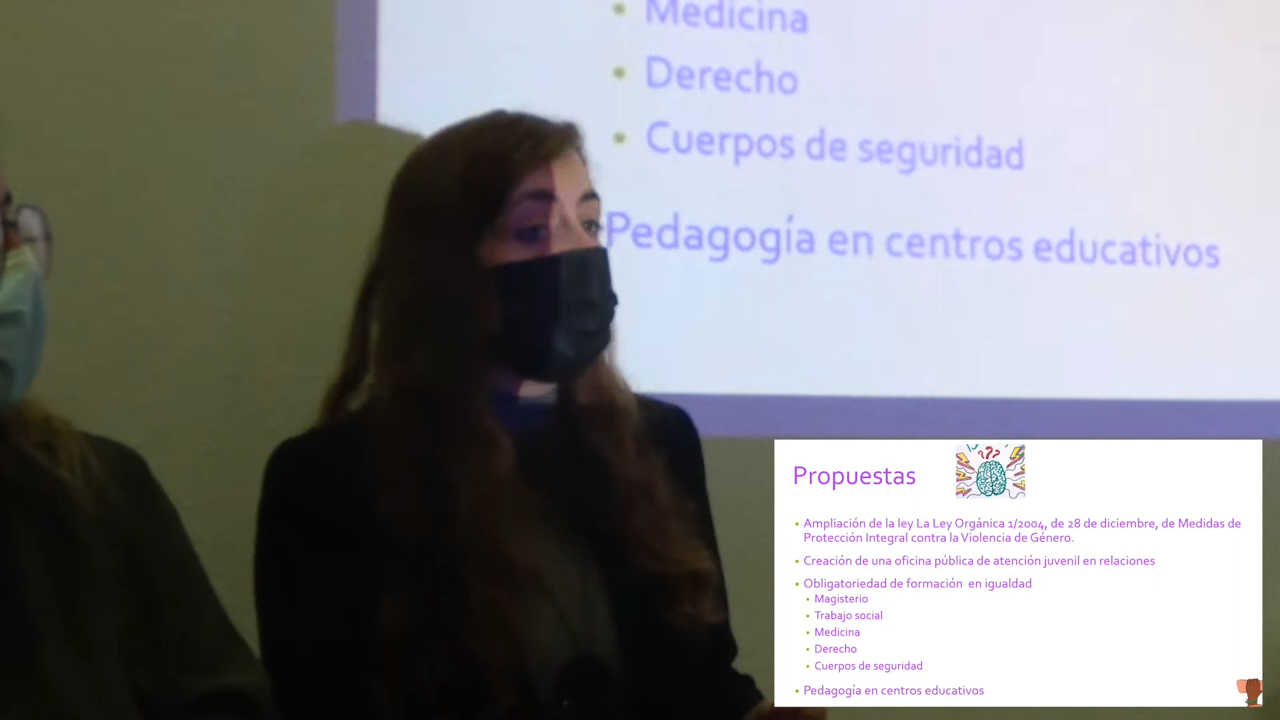 Medicina
Derecho
Cuerpos de seguridad
Pedagogía en centros educativos
Propuestas
???
Ampliación de la ley La Ley Orgánica 1/2004, de 28 de diciembre, de Medidas de
Protección Integral contra la Violencia de Género.
Creación de una oficina pública de atención juvenil en relaciones
Obligatoriedad de formación en igualdad
Magisterio
Trabajo social
Medicina
Derecho
Cuerpos de seguridad
Pedagogía en centros educativos